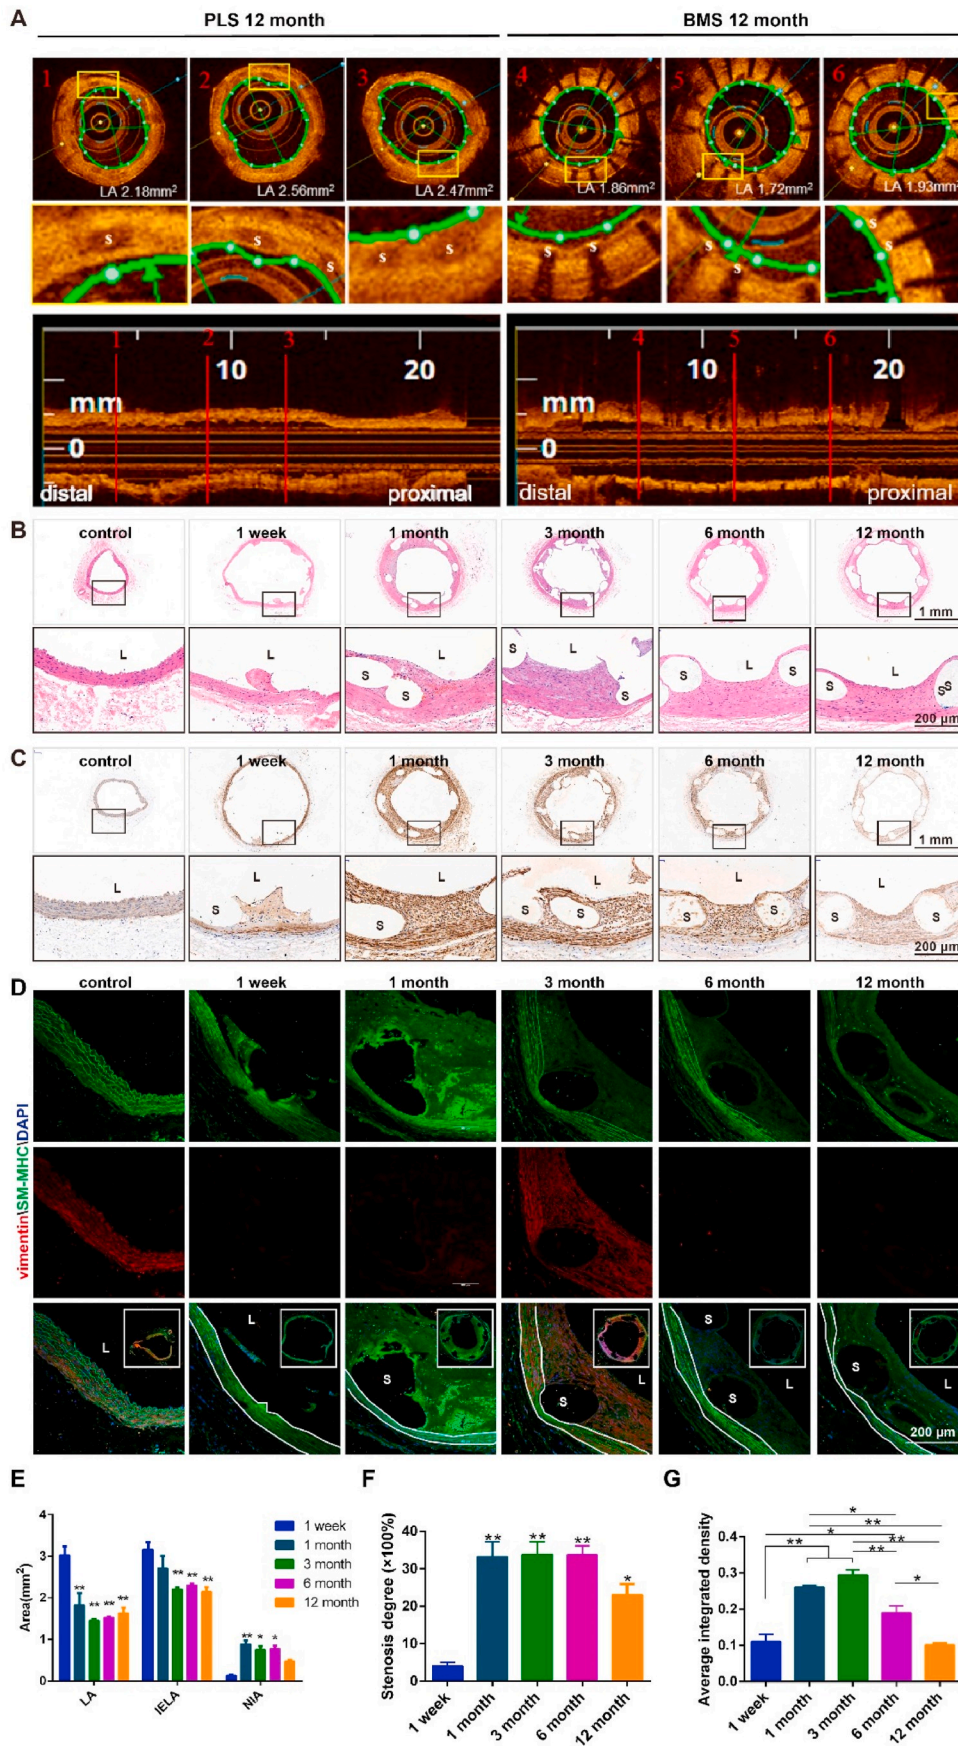 A
PLS 12 month
BMS 12 month
1
2
3
4
5
6
LA 2.18mm²
LA 2.56mm²
LA 2.47mm²
LA 1.86mm²
LA 1.72mm²
LA 1.93mm²
s
s
s
s
s
s
s
s
s
s
1
2
3
10
20
mm
0
distal
proximal
4
5
6
10
20
mm
0
distal
proximal
B
control
1 week
1 month
3 month
6 month
12 month
1 mm
L
L
L
S
S
S
L
S
S
L
S
L
S
S
S
200 µm
C
control
1 week
1 month
3 month
6 month
12 month
1 mm
L
L
S
L
S
L
S
S
L
S
S
L
S
S
200 µm
D
control
1 week
1 month
3 month
6 month
12 month
vimentin\SM-MHC\DAPI
L
L
L
S
S
L
S
S
L
L
S
200 µm
E
Area(mm²)
4
3
2
1
0
LA
IELA
NIA
1 week
1 month
3 month
6 month
12 month
**
**
**
**
**
**
**
**
*
*
F
Stenosis degree (×100%)
40
30
20
10
0
**
**
**
*
1 week
1 month
3 month
6 month
12 month
G
Average integrated density
0.4
0.3
0.2
0.1
0.0
*
**
*
**
**
**
*
1 week
1 month
3 month
6 month
12 month